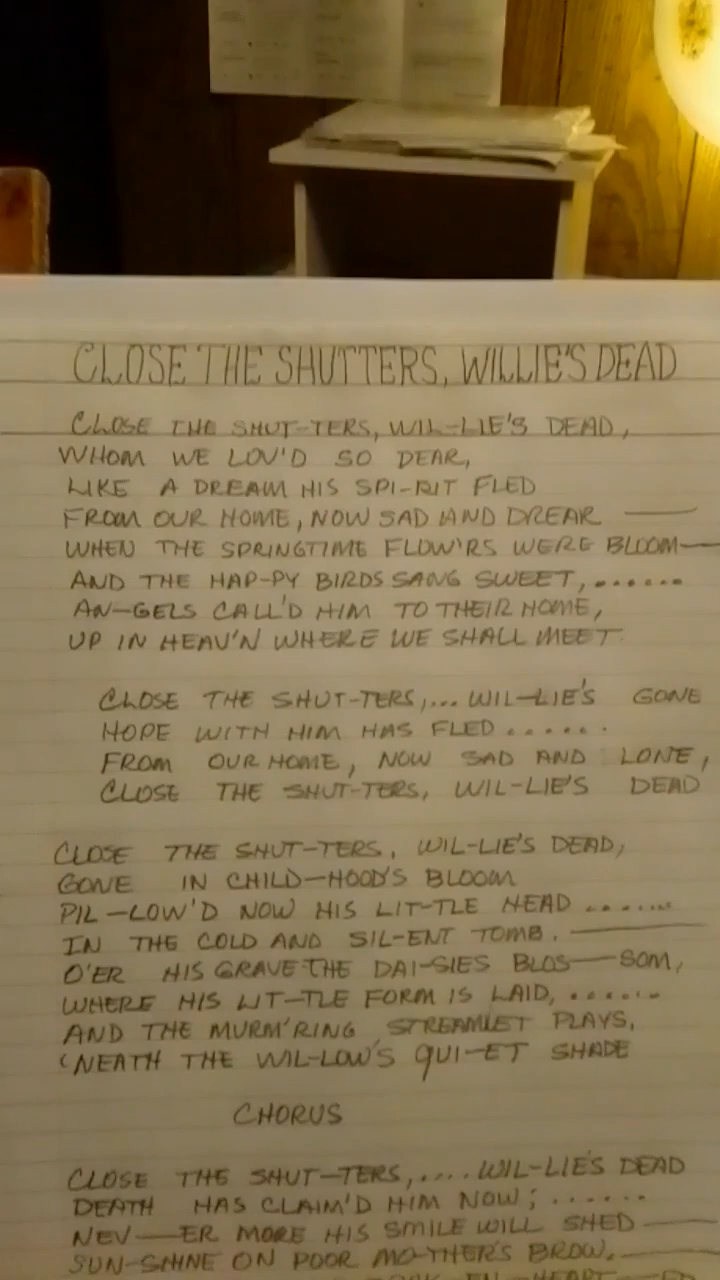 CLOSE THE SHUTTERS, WILLIE'S DEAD
CLOSE THE SHUT-TERS, WIL-LIE'S DEAD,
WHOM WE LOV'D SO DEAR,
LIKE A DREAM HIS SPI-RIT FLED
FROM OUR HOME, NOW SAD AND DREAR —
WHEN THE SPRINGTIME FLOW'RS WERE BLOOM—
AND THE HAP-PY BIRDS SANG SWEET,.......
AN-GELS CALL'D HIM TO THEIR HOME,
UP IN HEAV'N WHERE WE SHALL MEET
CLOSE THE SHUT-TERS,... WIL-LIE'S GONE
HOPE WITH HIM HAS FLED......
FROM OUR HOME, NOW SAD AND LONE,
CLOSE THE SHUT-TERS, WIL-LIE'S DEAD
CLOSE THE SHUT-TERS, WIL-LIE'S DEAD,
GONE IN CHILD-HOOD'S BLOOM
PIL-LOW'D NOW HIS LIT-TLE HEAD.......
IN THE COLD AND SIL-ENT TOMB. —
O'ER HIS GRAVE THE DAI-SIES BLOS—SOM,
WHERE HIS LIT-TLE FORM IS LAID,......
AND THE MURM'RING STREAMLET PLAYS,
'NEATH THE WIL-LOW'S QUI-ET SHADE
CHORUS
CLOSE THE SHUT-TERS,.... WIL-LIE'S DEAD
DEATH HAS CLAIM'D HIM NOW;......
NEV—ER MORE HIS SMILE WILL SHED —
SUN-SHINE ON POOR MO-THER'S BROW. —